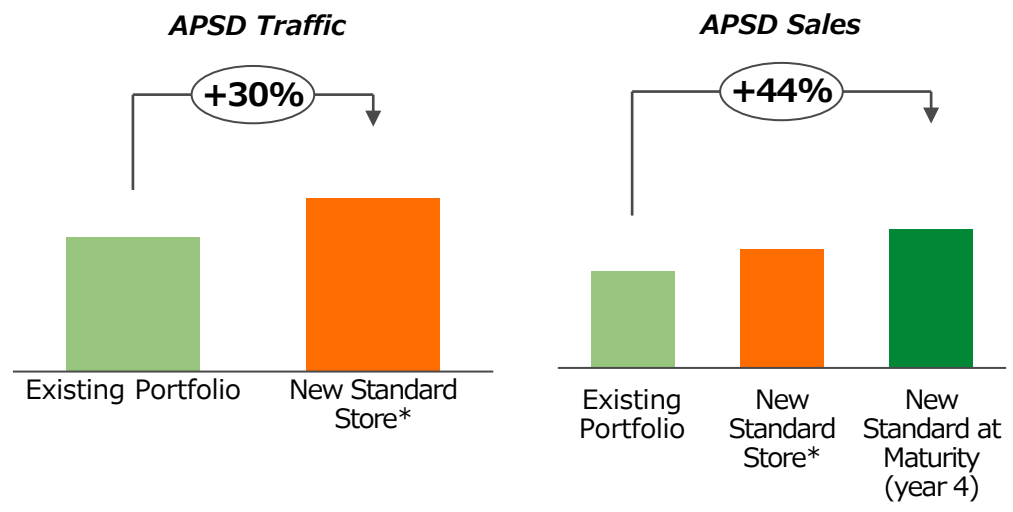 APSD Traffic
+30%
Existing Portfolio
New Standard
Store*
APSD Sales
+44%
Existing
Portfolio
New
Standard
Store*
New
Standard at
Maturity
(year 4)